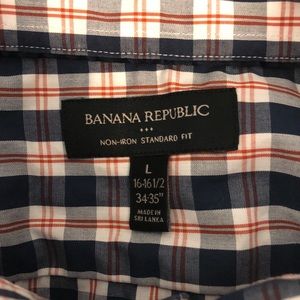 BANANA REPUBLIC
NON-IRON STANDARD FIT
L
16-16 1/2
34-35"
MADE IN
SRI LANKA